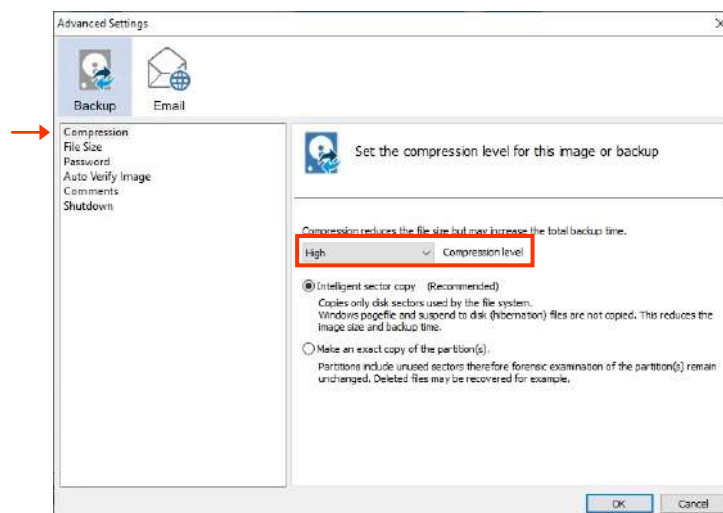 Advanced Settings
Backup
Email
Compression
File Size
Password
Auto Verify Image
Comments
Shutdown
Set the compression level for this image or backup
Compression reduces the file size but may increase the total backup time.
High
Compression level
Intelligent sector copy (Recommended)
Copies only disk sectors used by the file system.
Windows pagefile and suspend to disk (hibernation) files are not copied. This reduces the
image size and backup time.
Make an exact copy of the partition(s).
Partitions include unused sectors therefore forensic examination of the partition(s) remain
unchanged. Deleted files may be recovered for example.
OK
Cancel